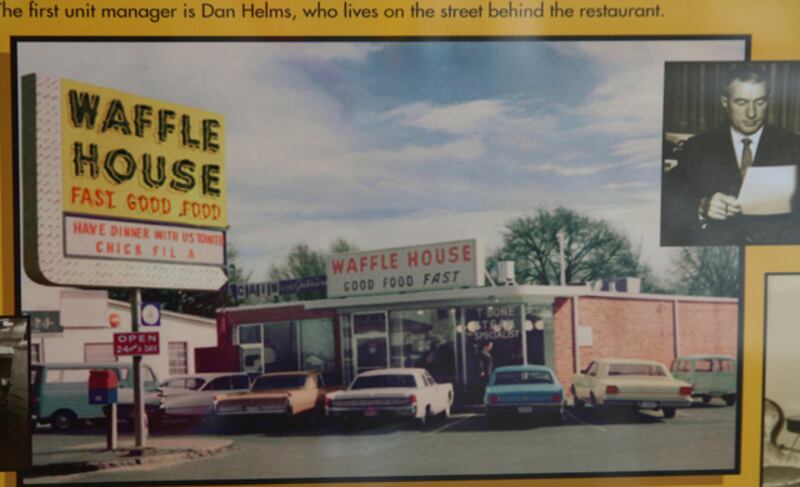 The first unit manager is Dan Helms, who lives on the street behind the restaurant.
WAFFLE
HOUSE
FAST GOOD FOOD
HAVE DINNER WITH US TONITE
CHICK FIL A
WAFFLE HOUSE
GOOD FOOD FAST
T BONE
STEAK
SPECIALIST
OPEN
24 DAY